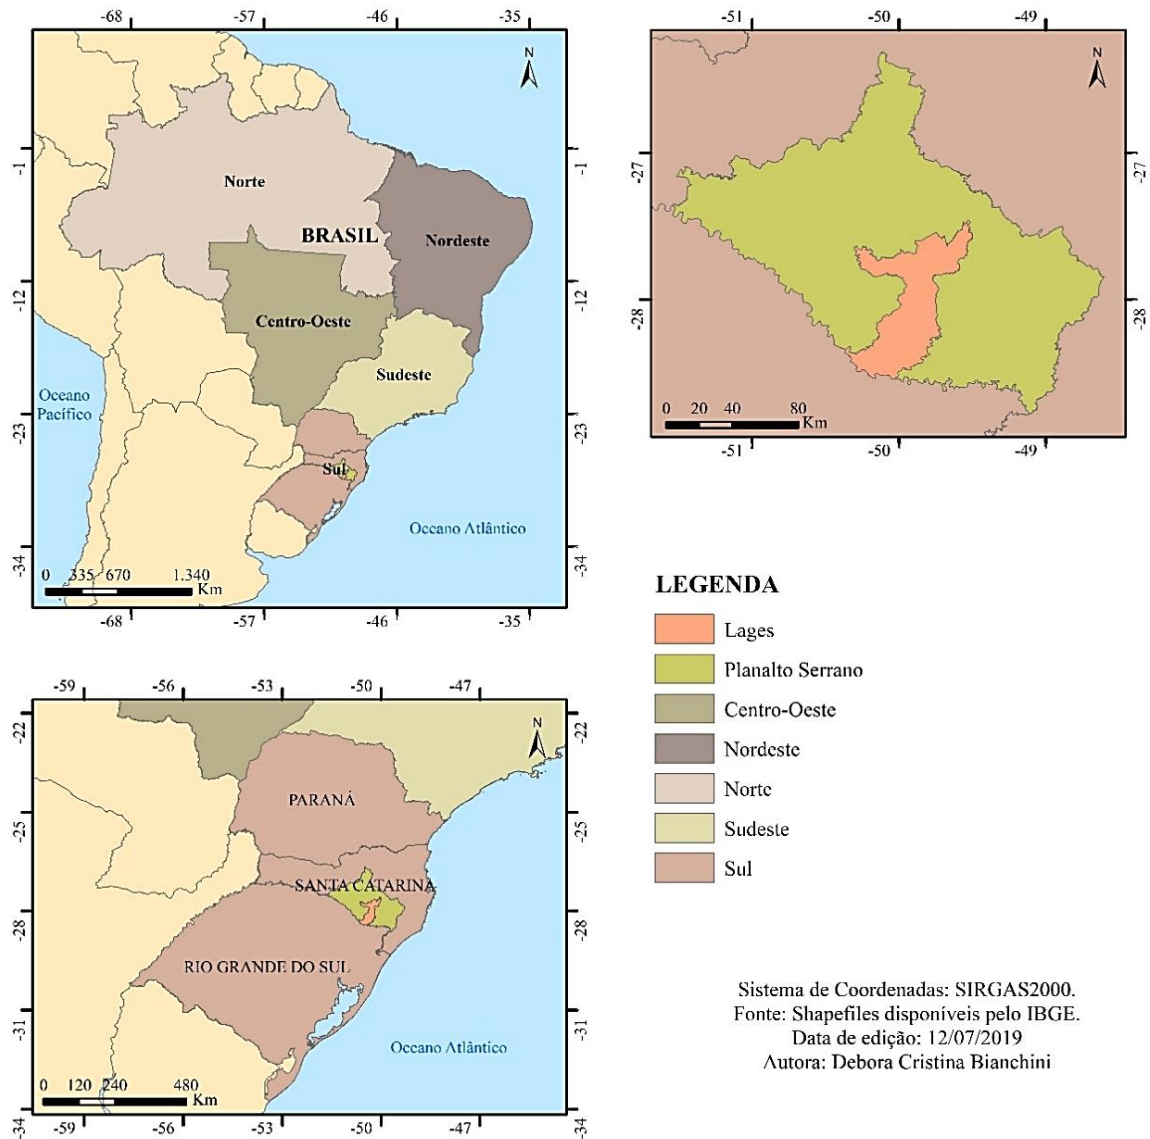 -68 -57 -46 -35
N
-1 -1
Norte
BRASIL
Nordeste
-12 -12
Centro-Oeste
Sudeste
Oceano
Pacífico
-23 -23
Sul
Oceano Atlântico
-34 -34
0 335 670 1.340
Km
-68 -57 -46 -35
-51 -50 -49
N
-27 -27
-28 -28
0 20 40 80
Km
-51 -50 -49
-59 -56 -53 -50 -47
-22 -22
N
PARANÁ
-25 -25
SANTA CATARINA
-28 -28
RIO GRANDE DO SUL
-31 -31
Oceano Atlântico
0 120 240 480
Km
-34 -34
-59 -56 -53 -50 -47
LEGENDA
Lages
Planalto Serrano
Centro-Oeste
Nordeste
Norte
Sudeste
Sul
Sistema de Coordenadas: SIRGAS2000.
Fonte: Shapefiles disponíveis pelo IBGE.
Data de edição: 12/07/2019
Autora: Debora Cristina Bianchini